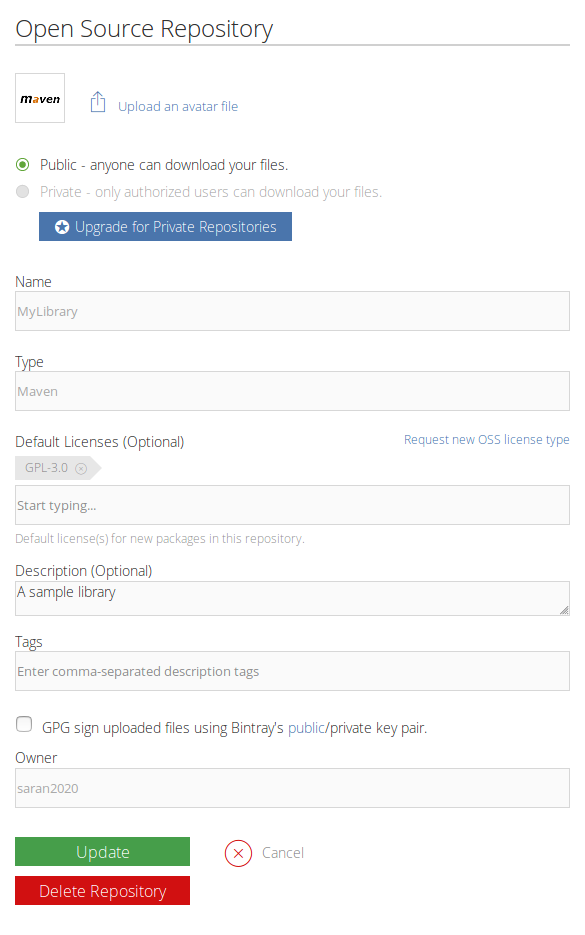 Open Source Repository
maven
Upload an avatar file
Public - anyone can download your files.
Private - only authorized users can download your files.
Upgrade for Private Repositories
Name
MyLibrary
Type
Maven
Default Licenses (Optional)
Request new OSS license type
GPL-3.0
Start typing...
Default license(s) for new packages in this repository.
Description (Optional)
A sample library
Tags
Enter comma-separated description tags
GPG sign uploaded files using Bintray's public/private key pair.
Owner
saran2020
Update
Cancel
Delete Repository